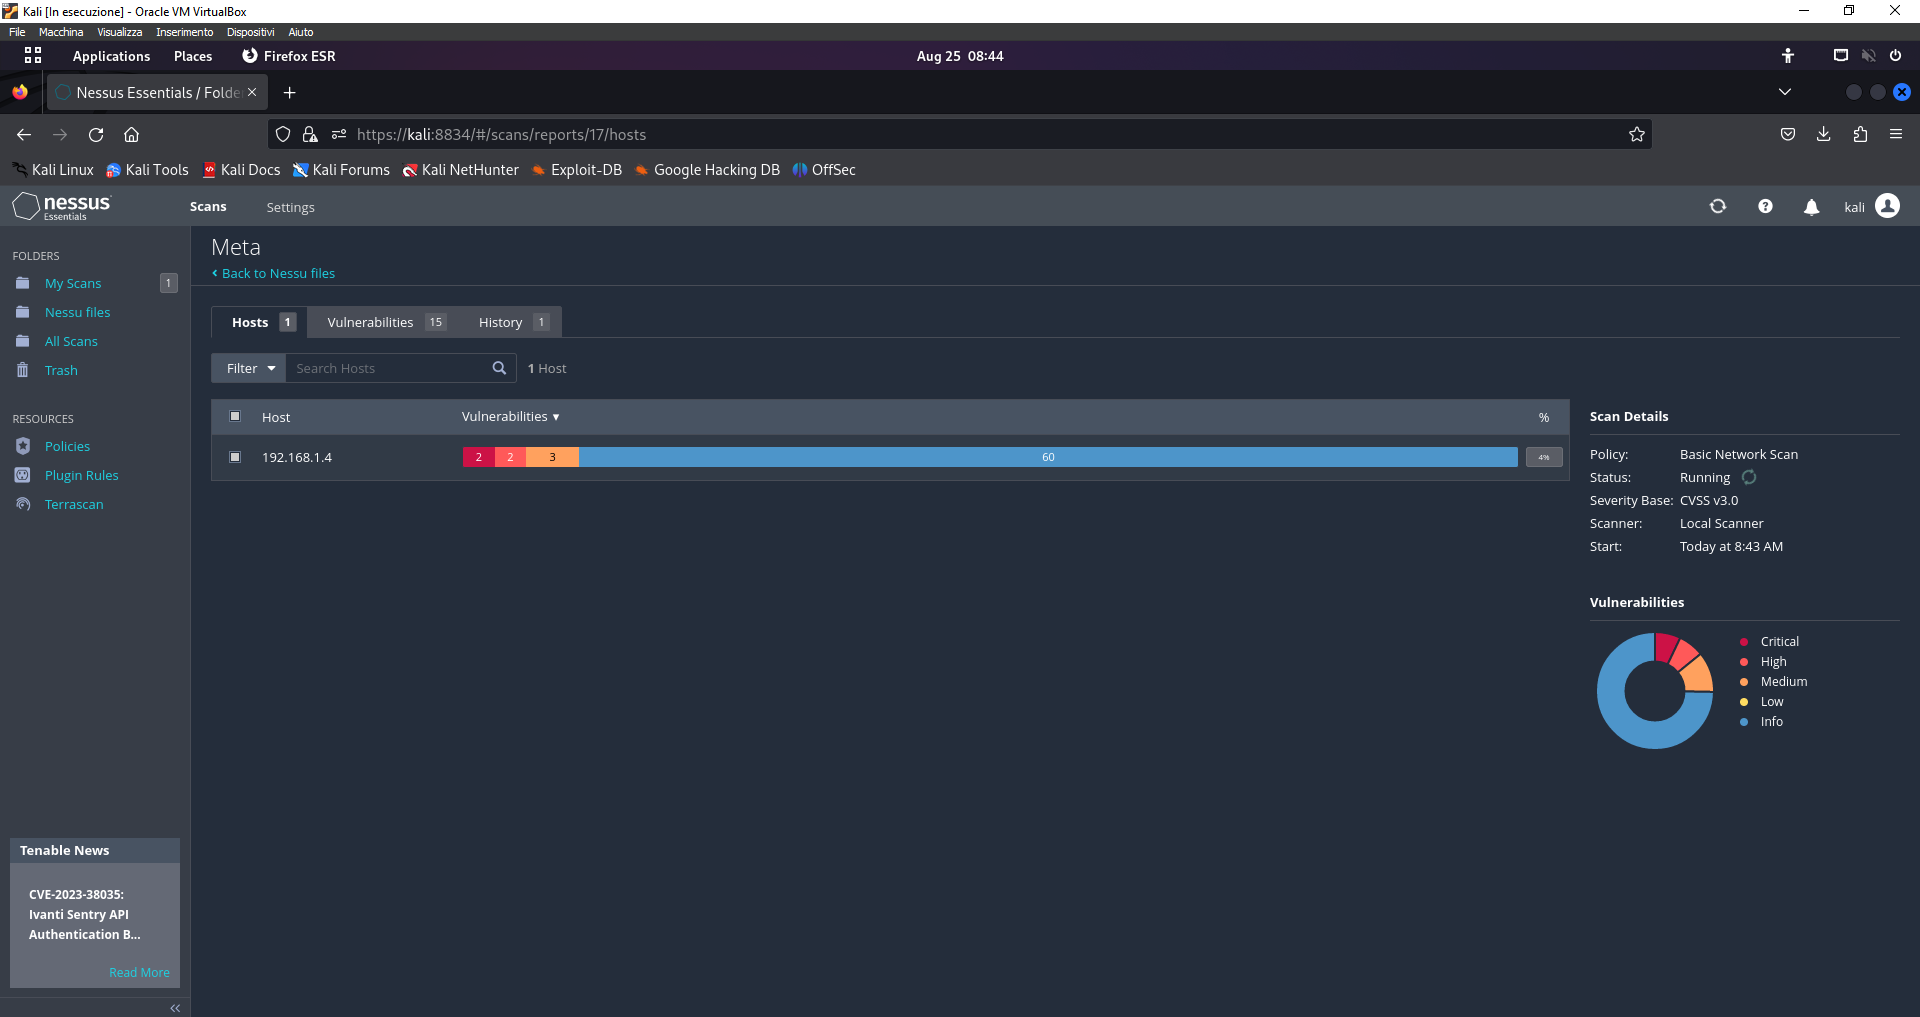 Kali [In esecuzione] - Oracle VM VirtualBox
File Macchina Visualizza Inserimento Dispositivi Aiuto
Applications Places Firefox ESR Aug 25 08:44
Nessus Essentials / Folde
https://kali:8834/#/scans/reports/17/hosts
Kali Linux Kali Tools Kali Docs Kali Forums Kali NetHunter Exploit-DB Google Hacking DB OffSec
nessus
Essentials
Scans Settings kali
FOLDERS
My Scans 1
Nessu files
All Scans
Trash
RESOURCES
Policies
Plugin Rules
Terrascan
Tenable News
CVE-2023-38035:
Ivanti Sentry API
Authentication B...
Read More
Meta
Back to Nessu files
Hosts 1 Vulnerabilities 15 History 1
Filter Search Hosts 1 Host
Host Vulnerabilities %
192.168.1.4 2 2 3 60 4%
Scan Details
Policy: Basic Network Scan
Status: Running
Severity Base: CVSS v3.0
Scanner: Local Scanner
Start: Today at 8:43 AM
Vulnerabilities
Critical
High
Medium
Low
Info